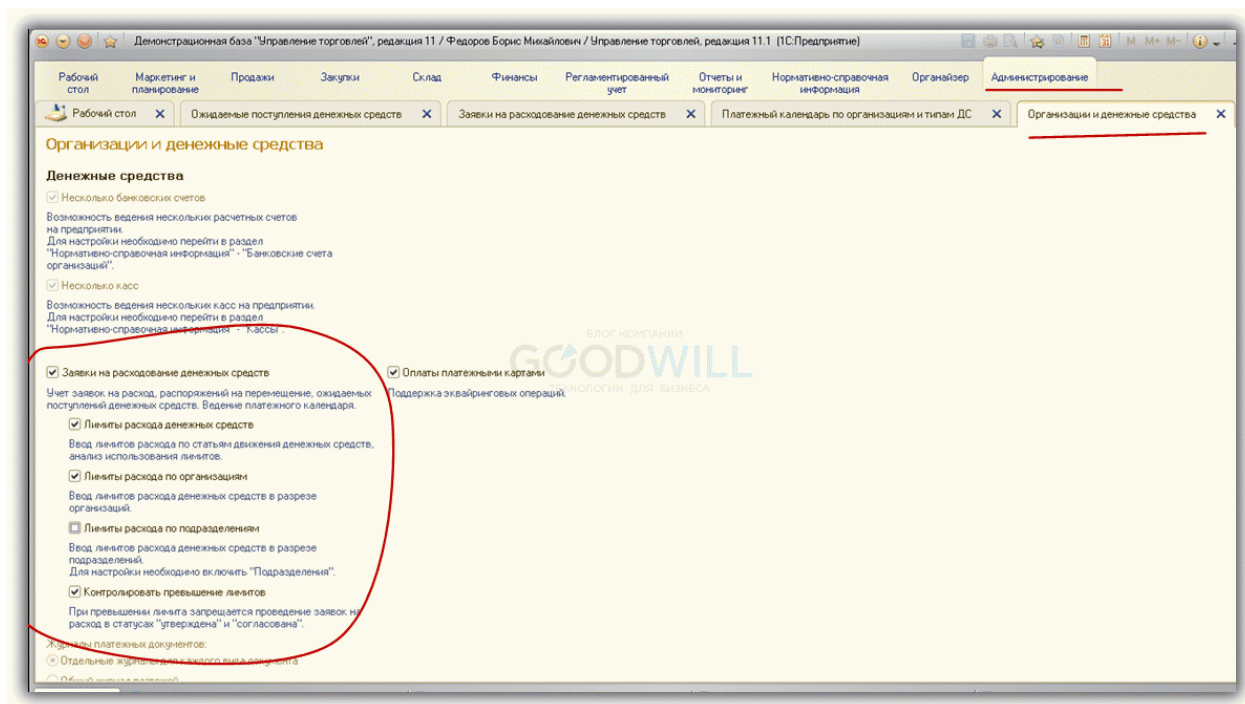 Демонстрационная база "Управление торговлей", редакция 11 / Федоров Борис Михайлович / Управление торговлей, редакция 11.1 (1С:Предприятие)
M M+ M-
Рабочий стол
Маркетинг и планирование
Продажи
Закупки
Склад
Финансы
Регламентированный учет
Отчеты и мониторинг
Нормативно-справочная информация
Органайзер
Администрирование
Рабочий стол
Ожидаемые поступления денежных средств
Заявки на расходование денежных средств
Платежный календарь по организациям и типам ДС
Организации и денежные средства
Организации и денежные средства
Денежные средства
Несколько банковских счетов
Возможность ведения нескольких расчетных счетов
на предприятии.
Для настройки необходимо перейти в раздел
"Нормативно-справочная информация" - "Банковские счета
организаций".
Несколько касс
Возможность ведения нескольких касс на предприятии.
Для настройки необходимо перейти в раздел
"Нормативно-справочная информация" - "Кассы".
БЛОГ КОМПАНИИ
GOODWILL
ТЕХНОЛОГИИ ДЛЯ БИЗНЕСА
Заявки на расходование денежных средств
Оплаты платежными картами
Учет заявок на расход, распоряжений на перемещение, ожидаемых
поступлений денежных средств. Ведение платежного календаря.
Поддержка эквайринговых операций.
Лимиты расхода денежных средств
Ввод лимитов расхода по статьям движения денежных средств,
анализ использования лимитов.
Лимиты расхода по организациям
Ввод лимитов расхода денежных средств в разрезе
организаций.
Лимиты расхода по подразделениям
Ввод лимитов расхода денежных средств в разрезе
подразделений.
Для настройки необходимо включить "Подразделения".
Контролировать превышение лимитов
При превышении лимита запрещается проведение заявок на
расход в статусах "утверждена" и "согласована".
Журналы платежных документов:
Отдельные журналы для каждого вида документа
Общий журнал платежей